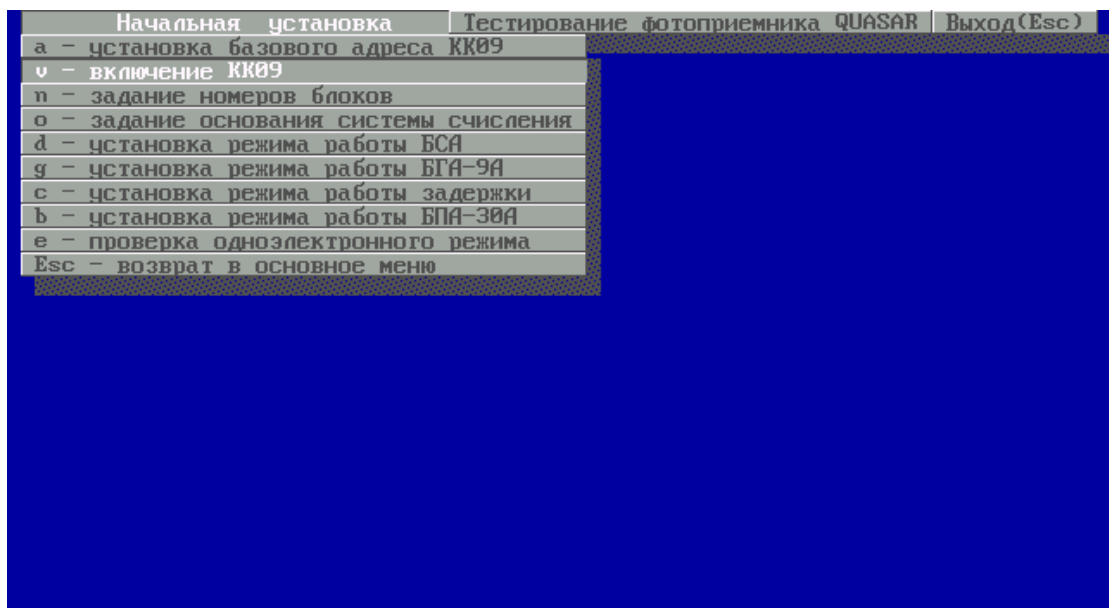 Начальная установка Тестирование фотоприемника QUASAR Выход(Esc)
a - установка базового адреса КК09
v - включение КК09
n - задание номеров блоков
o - задание основания системы счисления
d - установка режима работы БСА
g - установка режима работы БГА-9А
c - установка режима работы задержки
b - установка режима работы БПА-30А
e - проверка одноэлектронного режима
Esc - возврат в основное меню